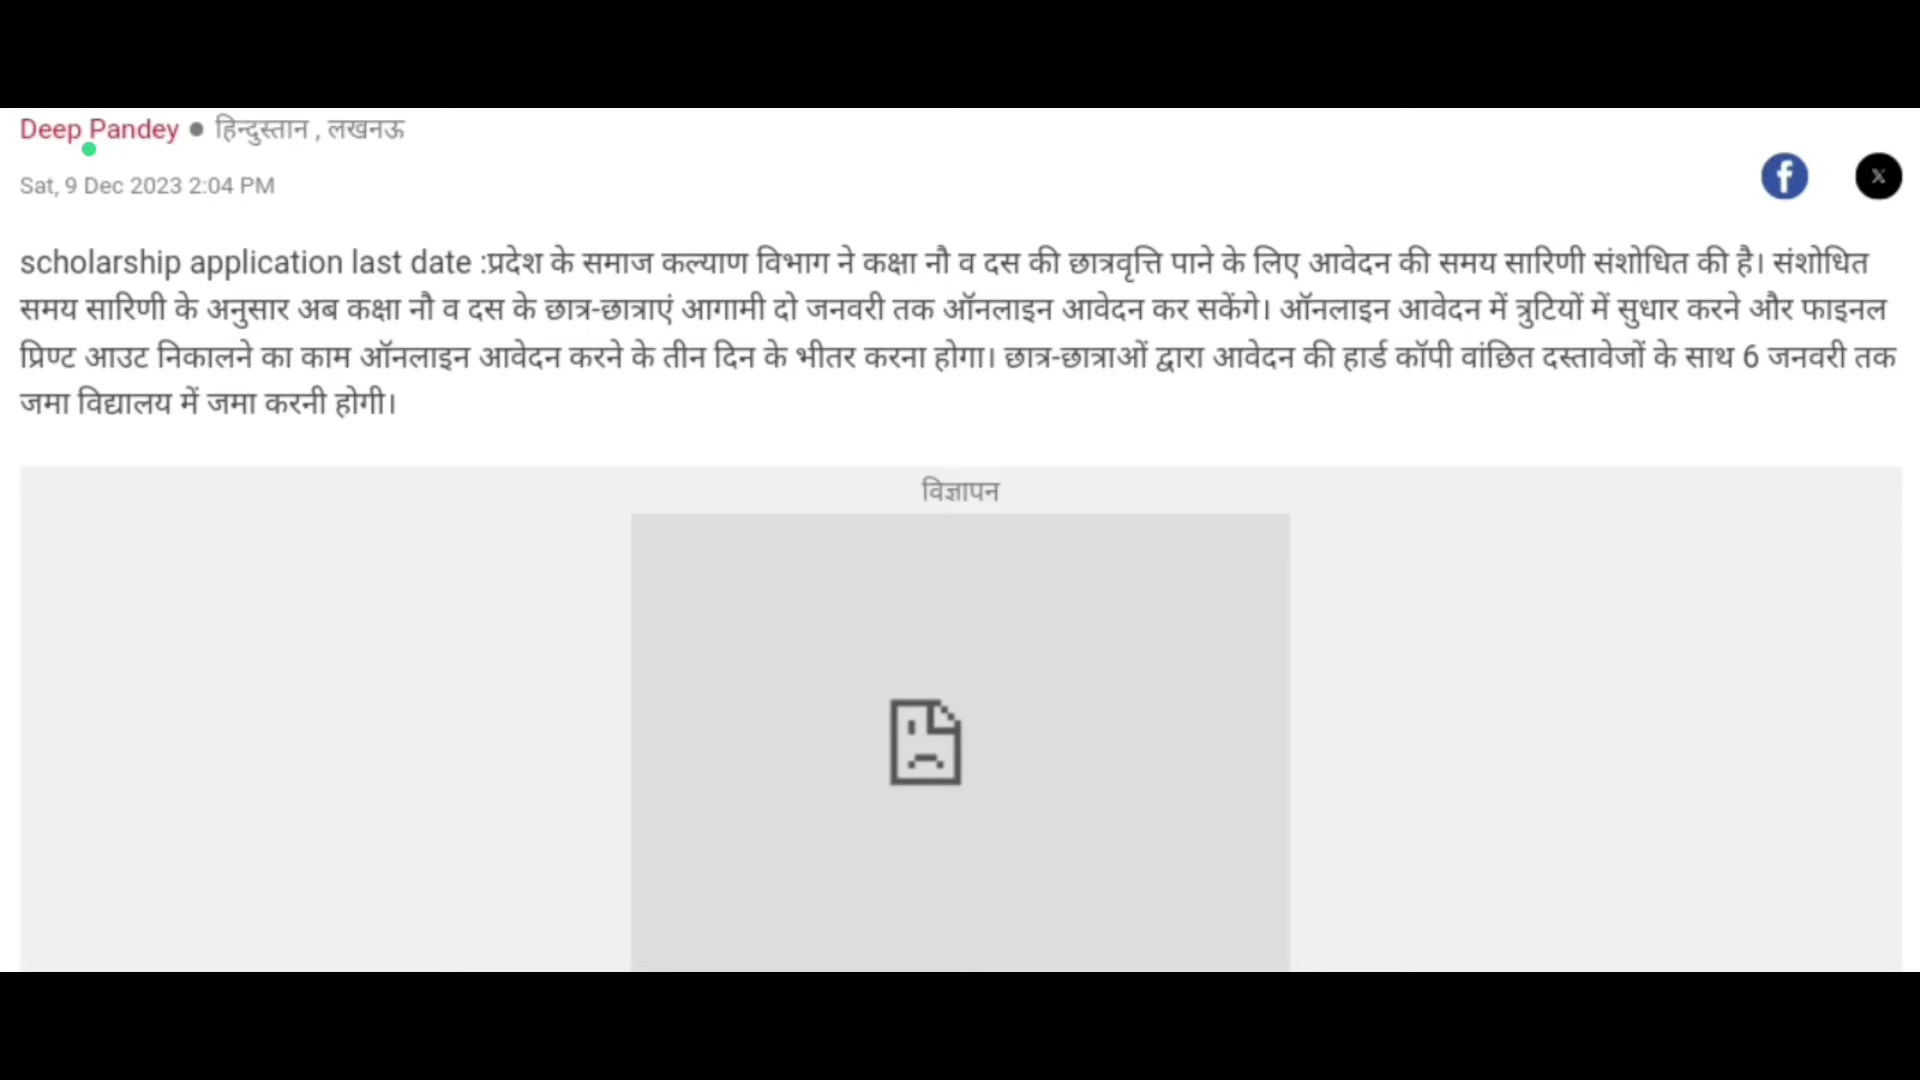 Deep Pandey ● हिन्दुस्तान , लखनऊ
Sat, 9 Dec 2023 2:04 PM
scholarship application last date :प्रदेश के समाज कल्याण विभाग ने कक्षा नौ व दस की छात्रवृत्ति पाने के लिए आवेदन की समय सारिणी संशोधित की है। संशोधित
समय सारिणी के अनुसार अब कक्षा नौ व दस के छात्र-छात्राएं आगामी दो जनवरी तक ऑनलाइन आवेदन कर सकेंगे। ऑनलाइन आवेदन में त्रुटियों में सुधार करने और फाइनल
प्रिण्ट आउट निकालने का काम ऑनलाइन आवेदन करने के तीन दिन के भीतर करना होगा। छात्र-छात्राओं द्वारा आवेदन की हार्ड कॉपी वांछित दस्तावेजों के साथ 6 जनवरी तक
जमा विद्यालय में जमा करनी होगी।
विज्ञापन